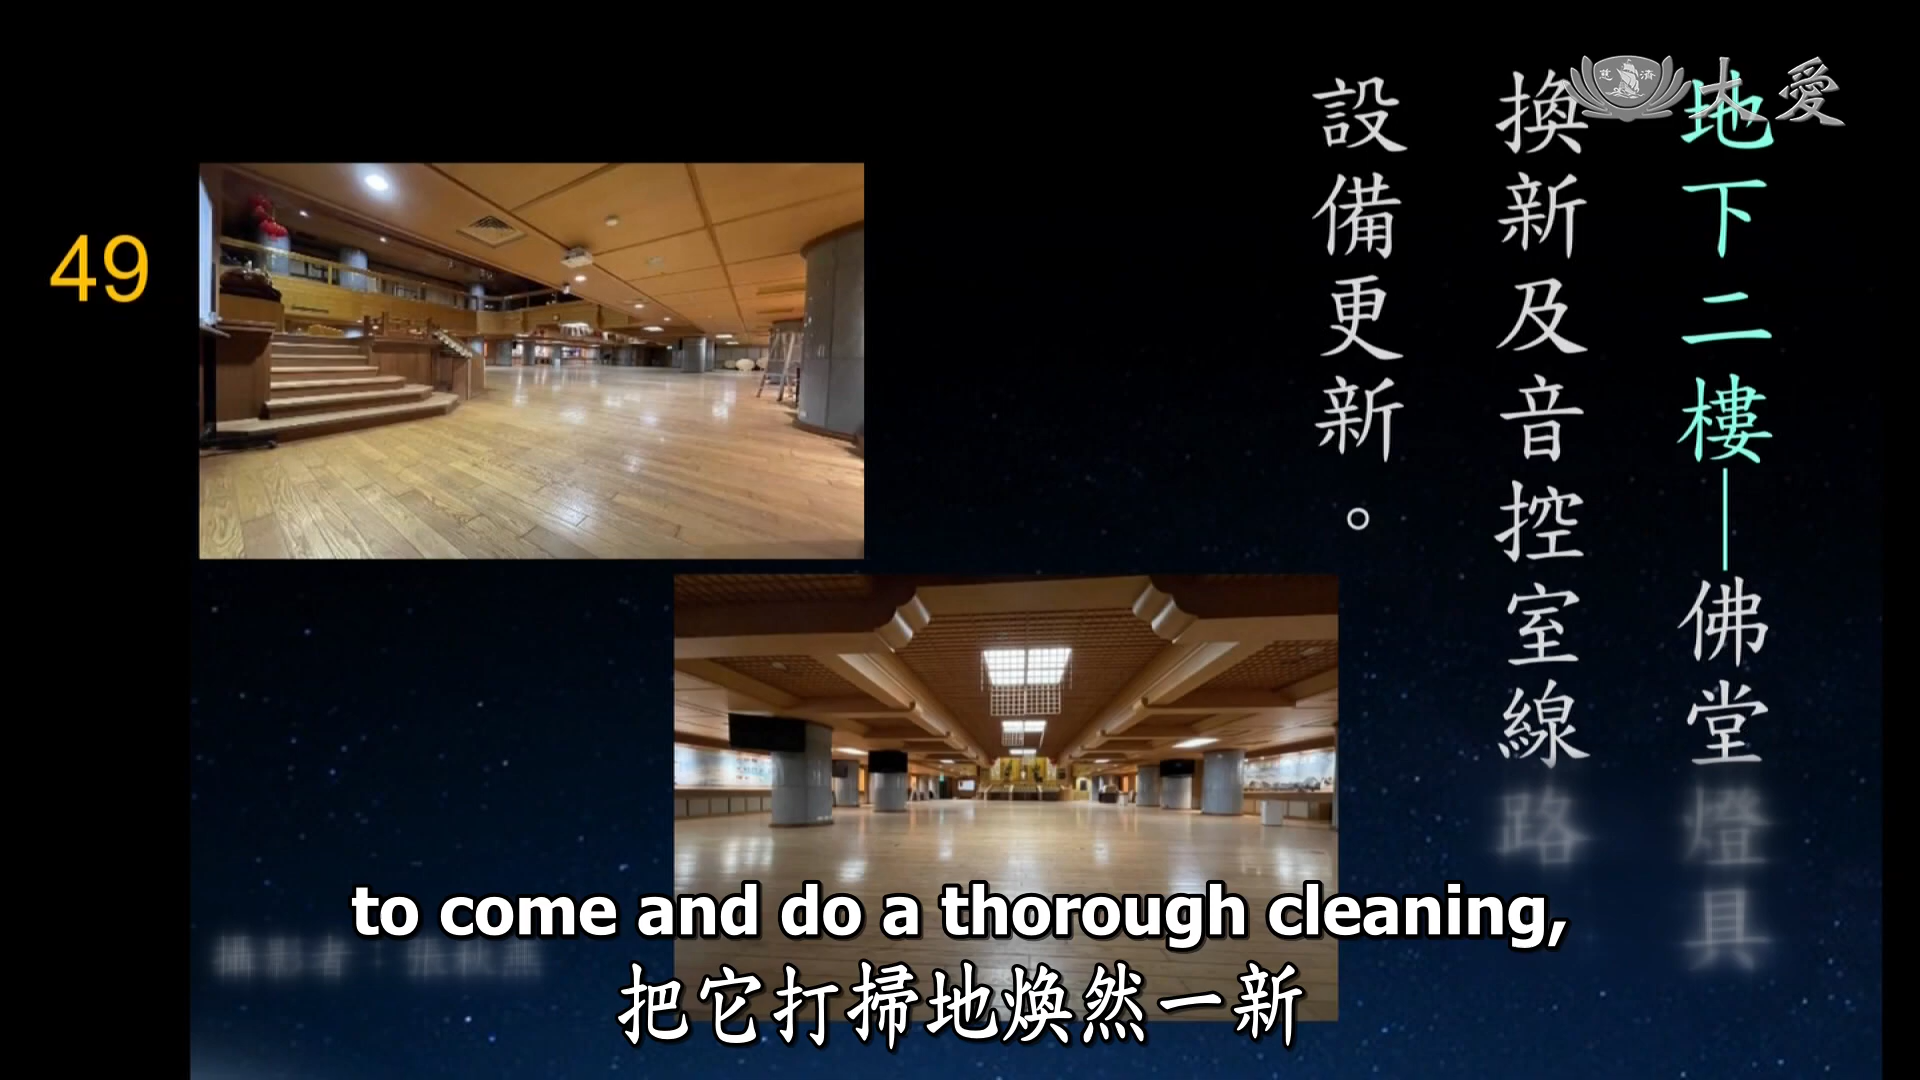 慈濟
大愛
49
地下二樓—佛堂燈具
換新及音控室線路
設備更新。
to come and do a thorough cleaning,
把它打掃地煥然一新